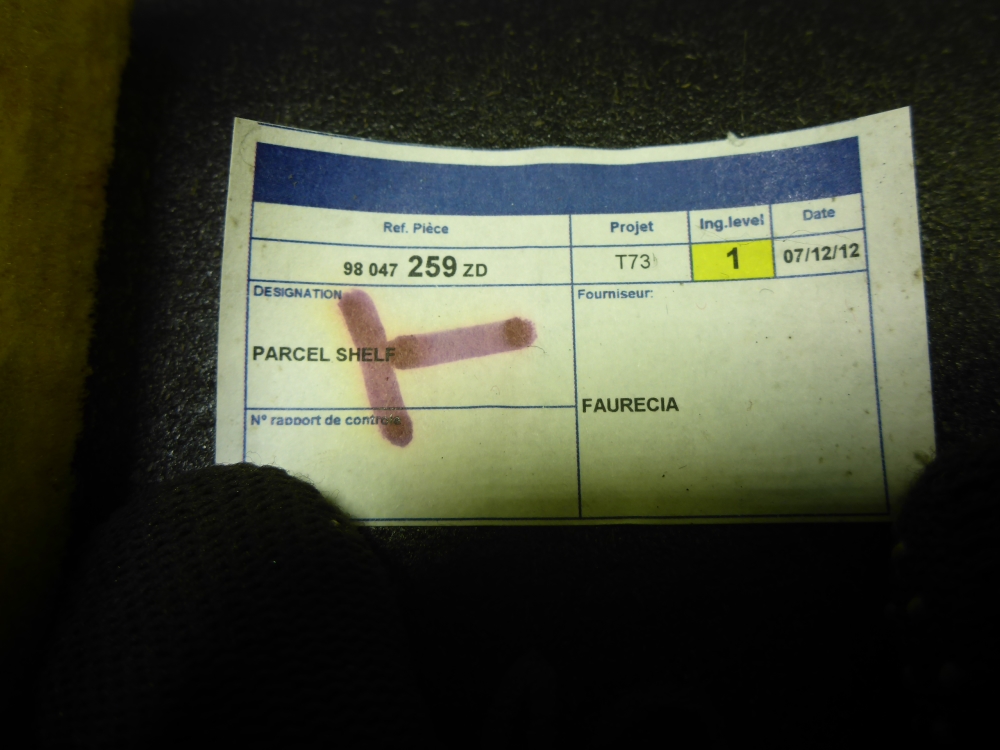 Ref. Pièce Projet Ing.level Date
98 047 259 ZD T73 1 07/12/12
DESIGNATION Fourniseur:
PARCEL SHELF
FAURECIA
N° rapport de contrôle